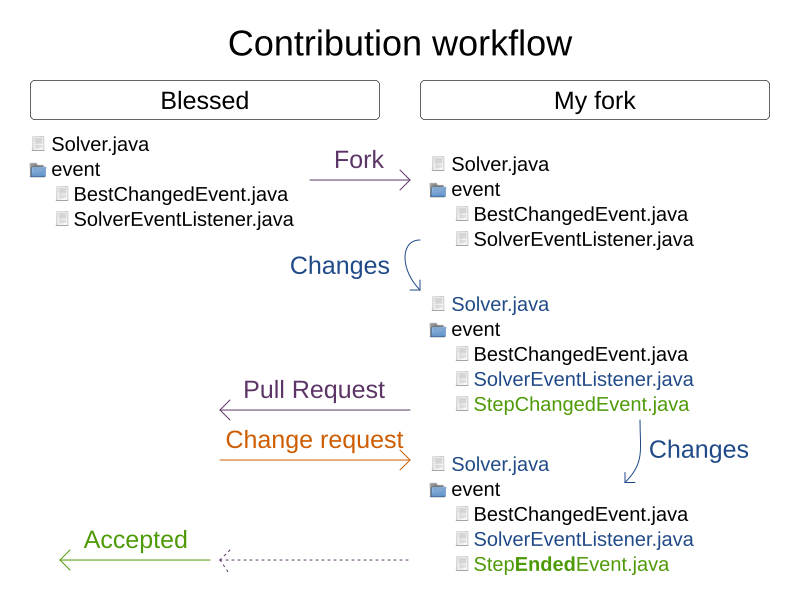 Contribution workflow
Blessed
My fork
Solver.java
event
BestChangedEvent.java
SolverEventListener.java
Fork
Solver.java
event
BestChangedEvent.java
SolverEventListener.java
Changes
Solver.java
event
BestChangedEvent.java
SolverEventListener.java
StepChangedEvent.java
Pull Request
Change request
Changes
Solver.java
event
BestChangedEvent.java
SolverEventListener.java
StepEndedEvent.java
Accepted